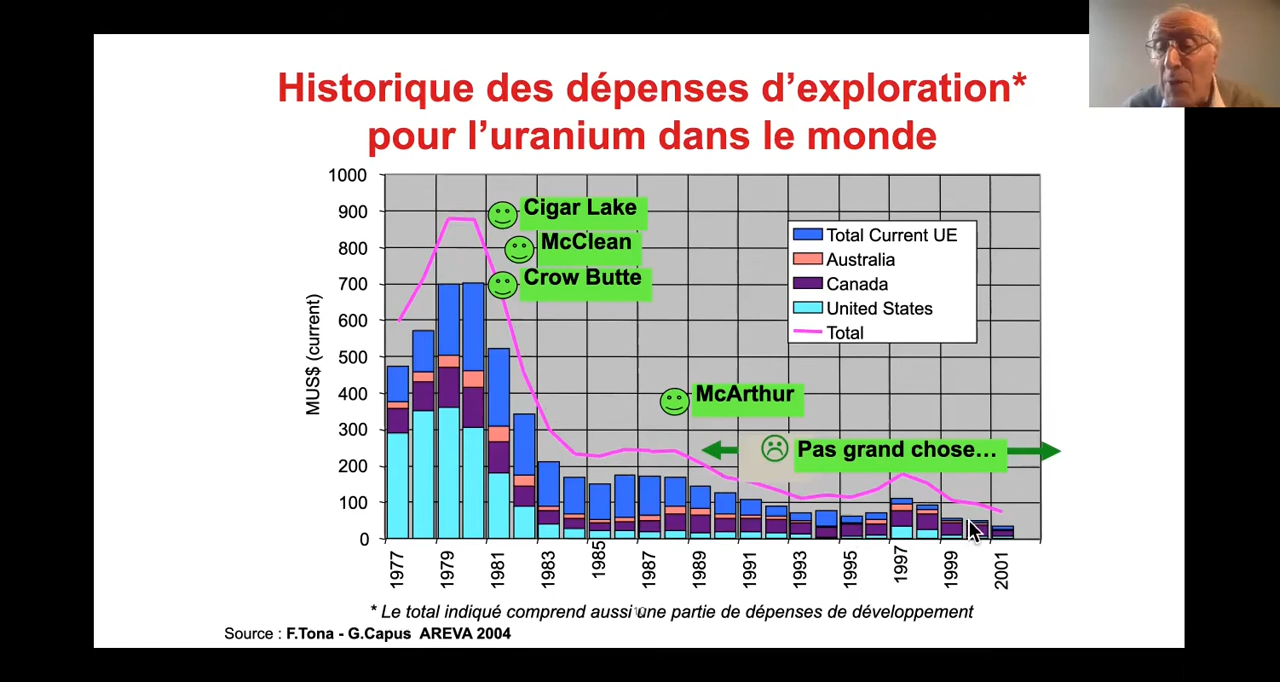 Historique des dépenses d’exploration*
pour l’uranium dans le monde
1000
900
800
700
600
500
400
300
200
100
0
MUS$ (current)
Cigar Lake
McClean
Crow Butte
McArthur
Pas grand chose…
Total Current UE
Australia
Canada
United States
Total
1977
1979
1981
1983
1985
1987
1989
1991
1993
1995
1997
1999
2001
* Le total indiqué comprend aussi une partie de dépenses de développement
Source : F.Tona - G.Capus AREVA 2004